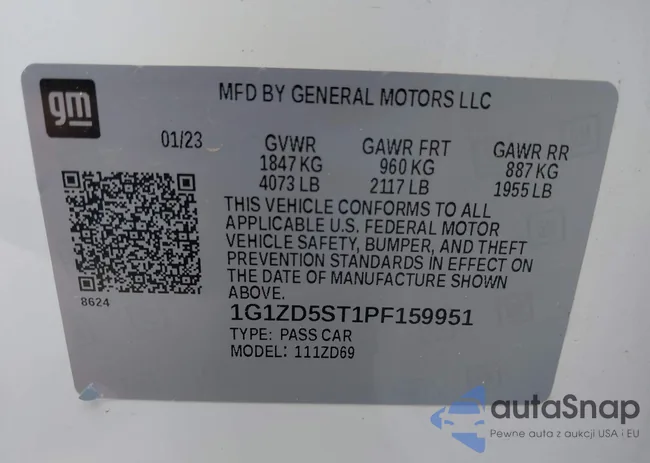 gm
MFD BY GENERAL MOTORS LLC
01/23 GVWR GAWR FRT GAWR RR
1847 KG 960 KG 887 KG
4073 LB 2117 LB 1955 LB
THIS VEHICLE CONFORMS TO ALL
APPLICABLE U.S. FEDERAL MOTOR
VEHICLE SAFETY, BUMPER, AND THEFT
PREVENTION STANDARDS IN EFFECT ON
THE DATE OF MANUFACTURE SHOWN
ABOVE.
8624
1G1ZD5ST1PF159951
TYPE: PASS CAR
MODEL: 111ZD69
autaSnap
Pewne auta z aukcji USA i EU